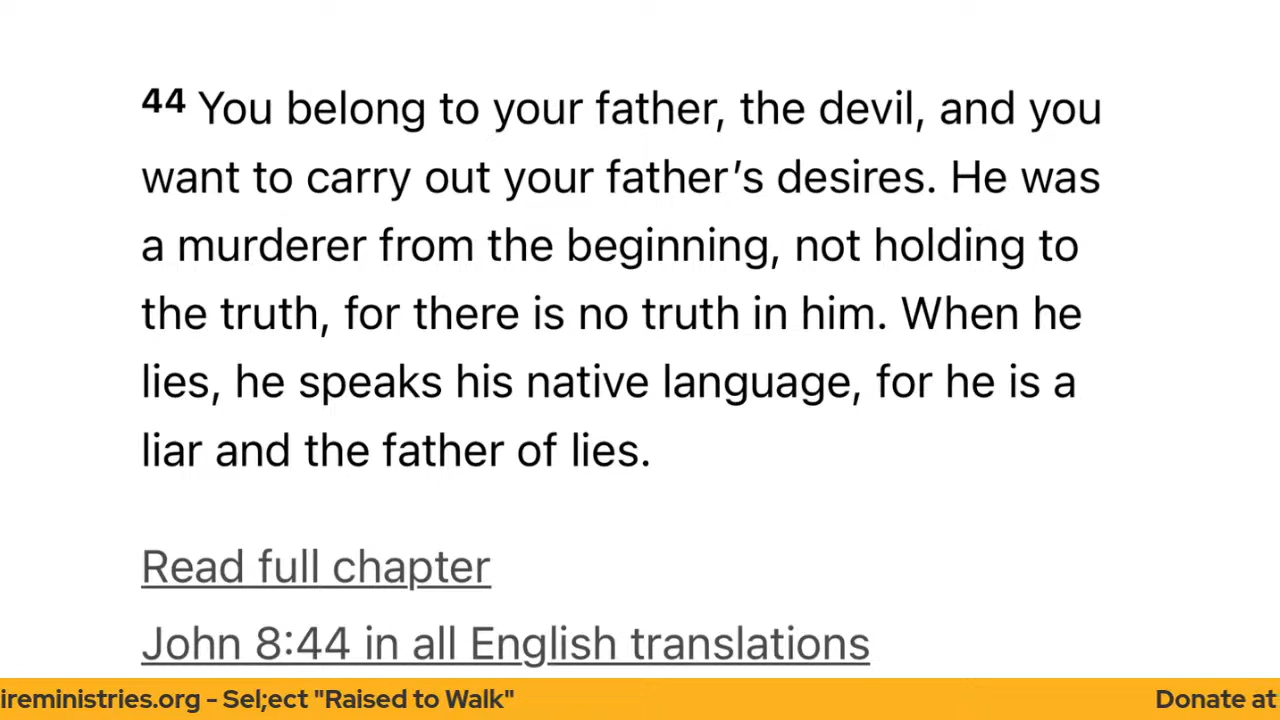 44 You belong to your father, the devil, and you
want to carry out your father’s desires. He was
a murderer from the beginning, not holding to
the truth, for there is no truth in him. When he
lies, he speaks his native language, for he is a
liar and the father of lies.
Read full chapter
John 8:44 in all English translations
ireministries.org - Sel;ect "Raised to Walk" Donate at